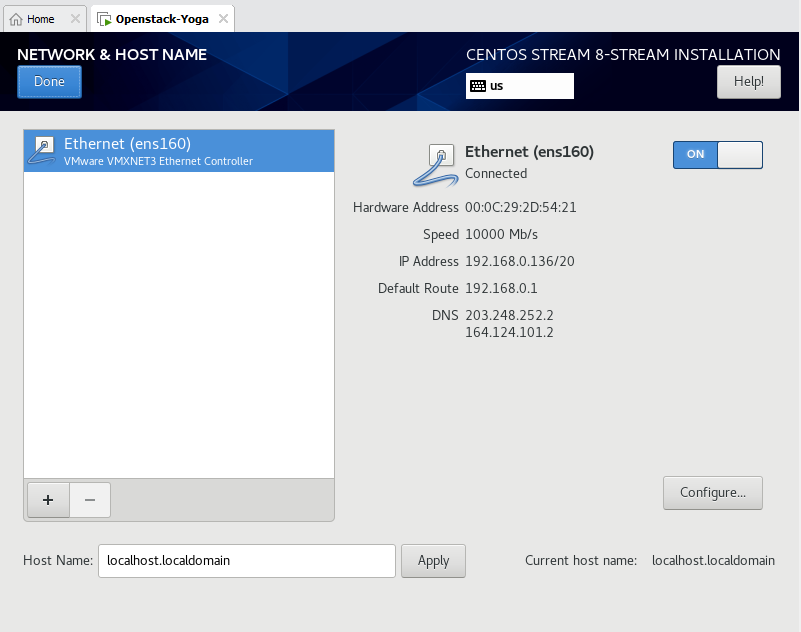 Home
Openstack-Yoga
NETWORK & HOST NAME
CENTOS STREAM 8-STREAM INSTALLATION
Done
us
Help!
Ethernet (ens160)
VMware VMXNET3 Ethernet Controller
Ethernet (ens160)
Connected
ON
Hardware Address 00:0C:29:2D:54:21
Speed 10000 Mb/s
IP Address 192.168.0.136/20
Default Route 192.168.0.1
DNS 203.248.252.2
164.124.101.2
+ −
Configure...
Host Name: localhost.localdomain
Apply
Current host name: localhost.localdomain